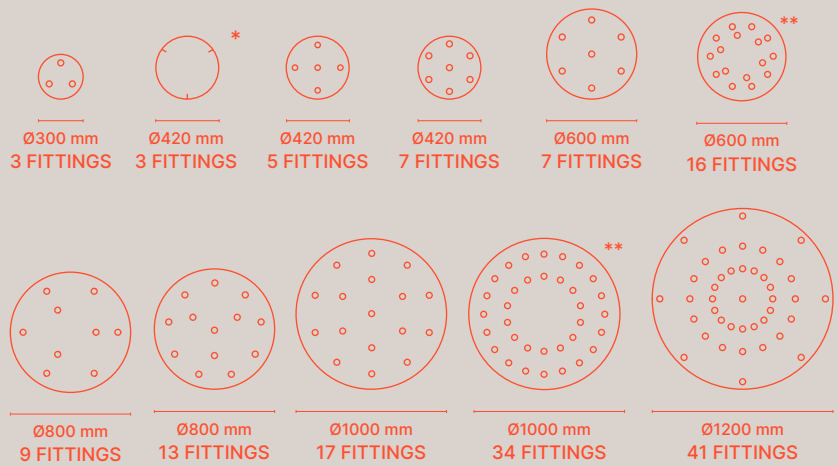 *
**
Ø300 mm
3 FITTINGS
Ø420 mm
3 FITTINGS
Ø420 mm
5 FITTINGS
Ø420 mm
7 FITTINGS
Ø600 mm
7 FITTINGS
Ø600 mm
16 FITTINGS
**
Ø800 mm
9 FITTINGS
Ø800 mm
13 FITTINGS
Ø1000 mm
17 FITTINGS
Ø1000 mm
34 FITTINGS
Ø1200 mm
41 FITTINGS